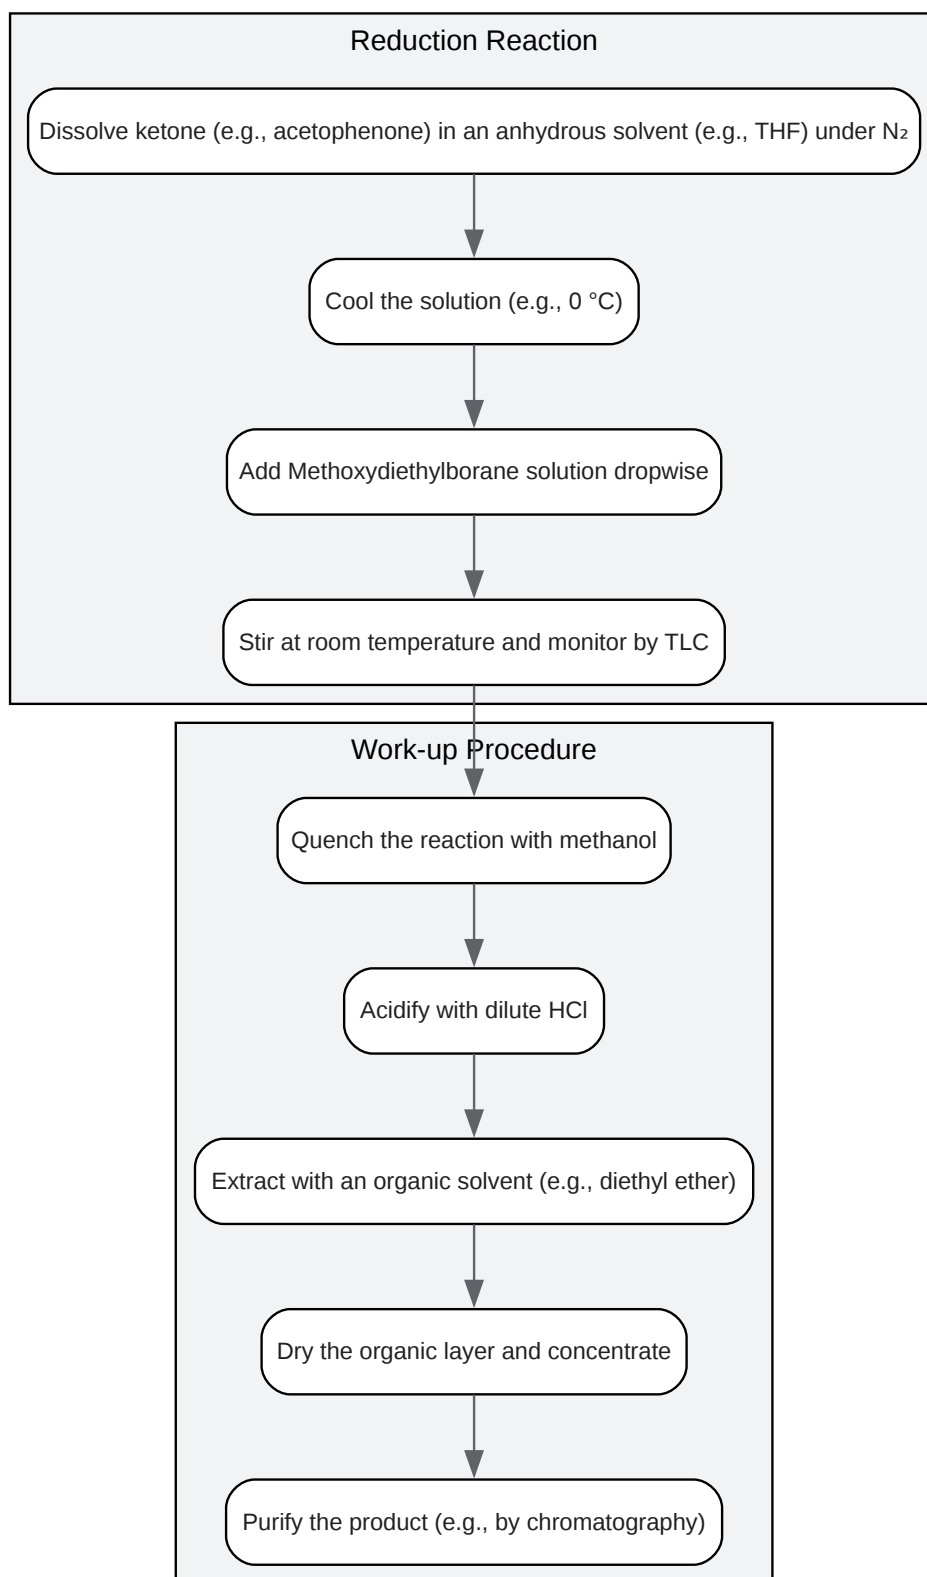 Reduction Reaction
Dissolve ketone (e.g., acetophenone) in an anhydrous solvent (e.g., THF) under N₂
Cool the solution (e.g., 0 °C)
Add Methoxydiethylborane solution dropwise
Stir at room temperature and monitor by TLC
Work-up Procedure
Quench the reaction with methanol
Acidify with dilute HCl
Extract with an organic solvent (e.g., diethyl ether)
Dry the organic layer and concentrate
Purify the product (e.g., by chromatography)